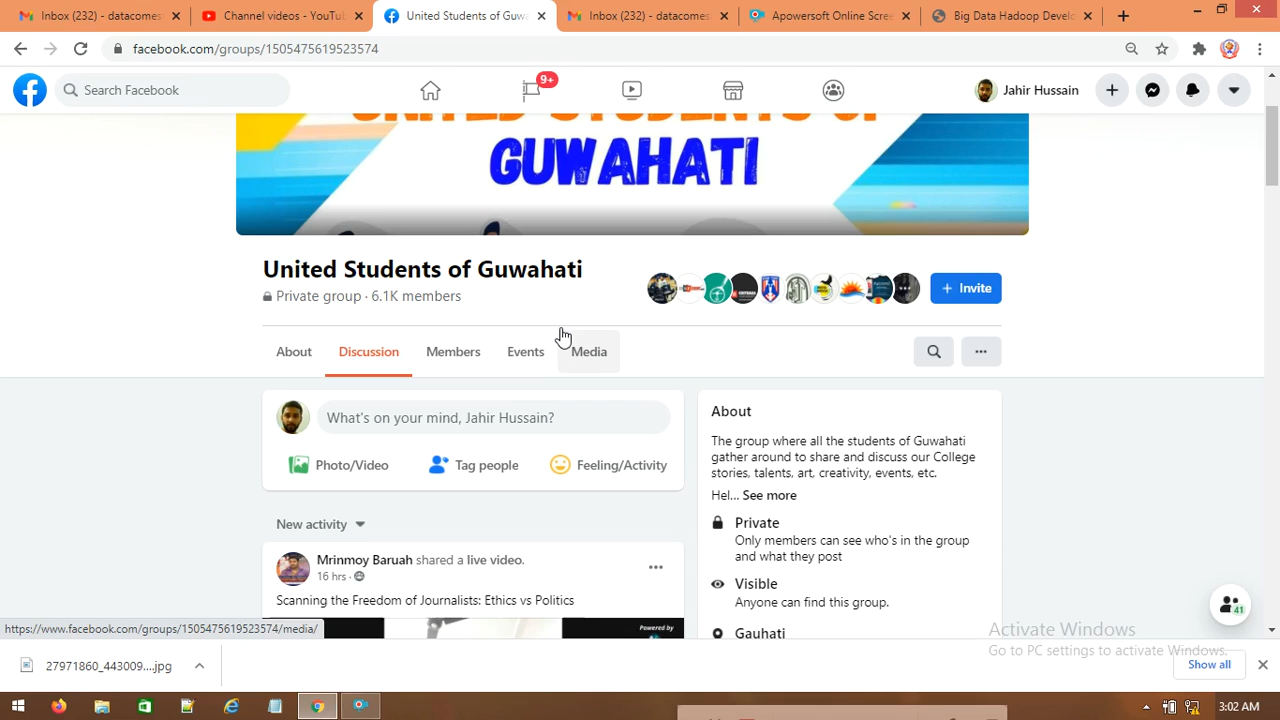 Inbox (232) - datacomes
Channel videos - YouTub
United Students of Guwa
Inbox (232) - datacomes
Apowersoft Online Scree
Big Data Hadoop Develo
facebook.com/groups/1505475619523574
Search Facebook
9+
Jahir Hussain
UNITED STUDENTS OF
GUWAHATI
United Students of Guwahati
Private group · 6.1K members
+ Invite
About
Discussion
Members
Events
Media
What's on your mind, Jahir Hussain?
Photo/Video
Tag people
Feeling/Activity
New activity
Mrinmoy Baruah shared a live video.
16 hrs ·
Scanning the Freedom of Journalists: Ethics vs Politics
Powered by
About
The group where all the students of Guwahati
gather around to share and discuss our College
stories, talents, art, creativity, events, etc.
Hel... See more
Private
Only members can see who's in the group
and what they post
Visible
Anyone can find this group.
Gauhati
41
https://www.facebook.com/groups/1505475619523574/media/
Activate Windows
Go to PC settings to activate Windows.
27971860_443009....jpg
Show all
3:02 AM